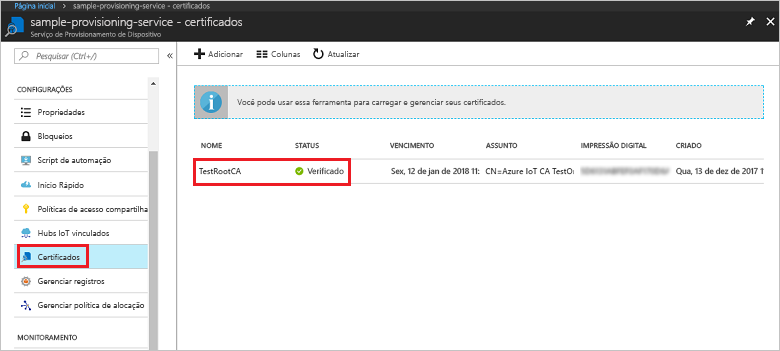 Página inicial > sample-provisioning-service - certificados
sample-provisioning-service - certificados
Serviço de Provisionamento de Dispositivo
Pesquisar (Ctrl+/)
Adicionar Colunas Atualizar
CONFIGURAÇÕES
Propriedades
Bloqueios
Script de automação
Início Rápido
Políticas de acesso compartilha
Hubs IoT vinculados
Certificados
Gerenciar registros
Gerenciar política de alocação
MONITORAMENTO
Você pode usar essa ferramenta para carregar e gerenciar seus certificados.
NOME STATUS VENCIMENTO ASSUNTO IMPRESSÃO DIGITAL CRIADO
TestRootCA Verificado Sex, 12 de jan de 2018 11: CN=Azure IoT CA TestO Qua, 13 de dez de 2017 1